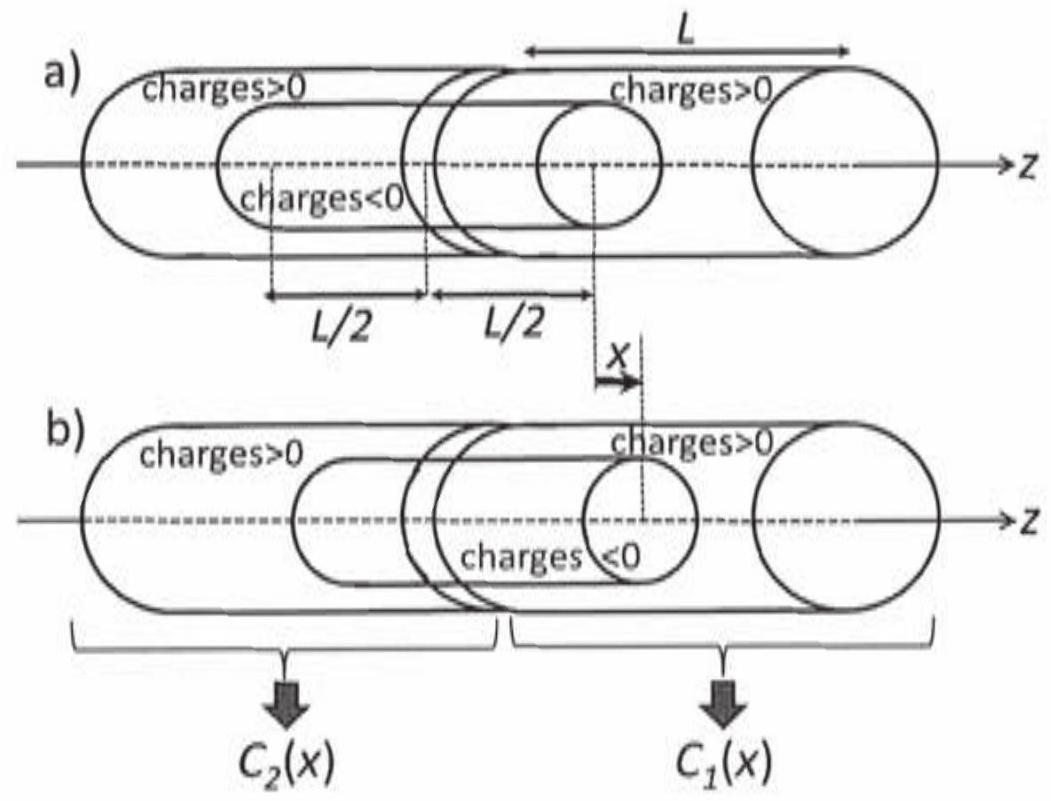 L
a)
charges>0 charges>0
z
charges<0
L/2 L/2
x
b)
charges>0 charges>0
z
charges <0
C₂(x) C₁(x)